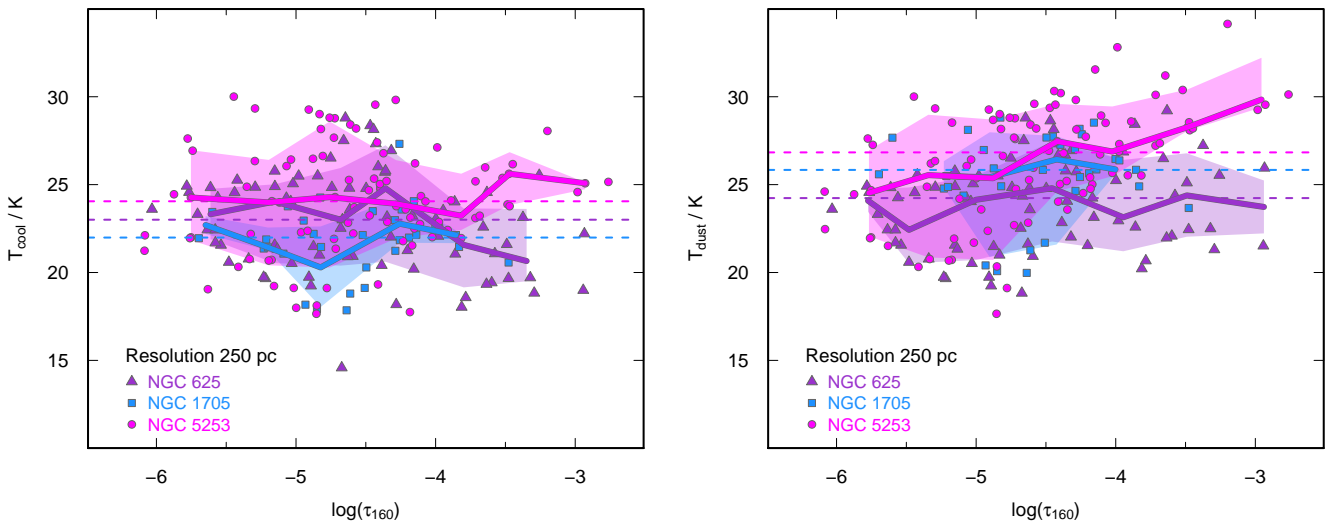 30
25
20
15
T_cool / K
Resolution 250 pc
NGC 625
NGC 1705
NGC 5253
−6 −5 −4 −3
log(τ_160)
30
25
20
15
T_dust / K
Resolution 250 pc
NGC 625
NGC 1705
NGC 5253
−6 −5 −4 −3
log(τ_160)